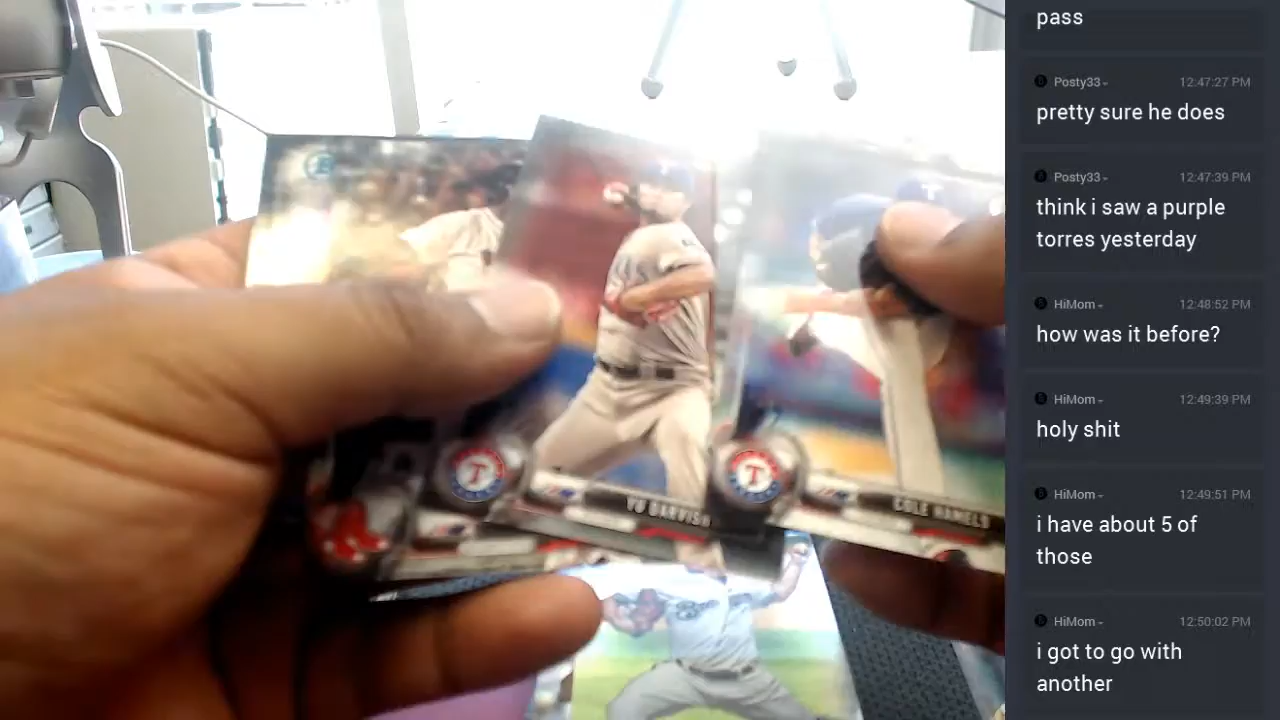 pass
Posty33
12:47:27 PM
pretty sure he does
Posty33
12:47:39 PM
think i saw a purple
torres yesterday
HiMom
12:48:52 PM
how was it before?
HiMom
12:49:39 PM
holy shit
HiMom
12:49:51 PM
i have about 5 of
those
HiMom
12:50:02 PM
i got to go with
another
B
T
YU DARVISH
T
COLE HAMELS